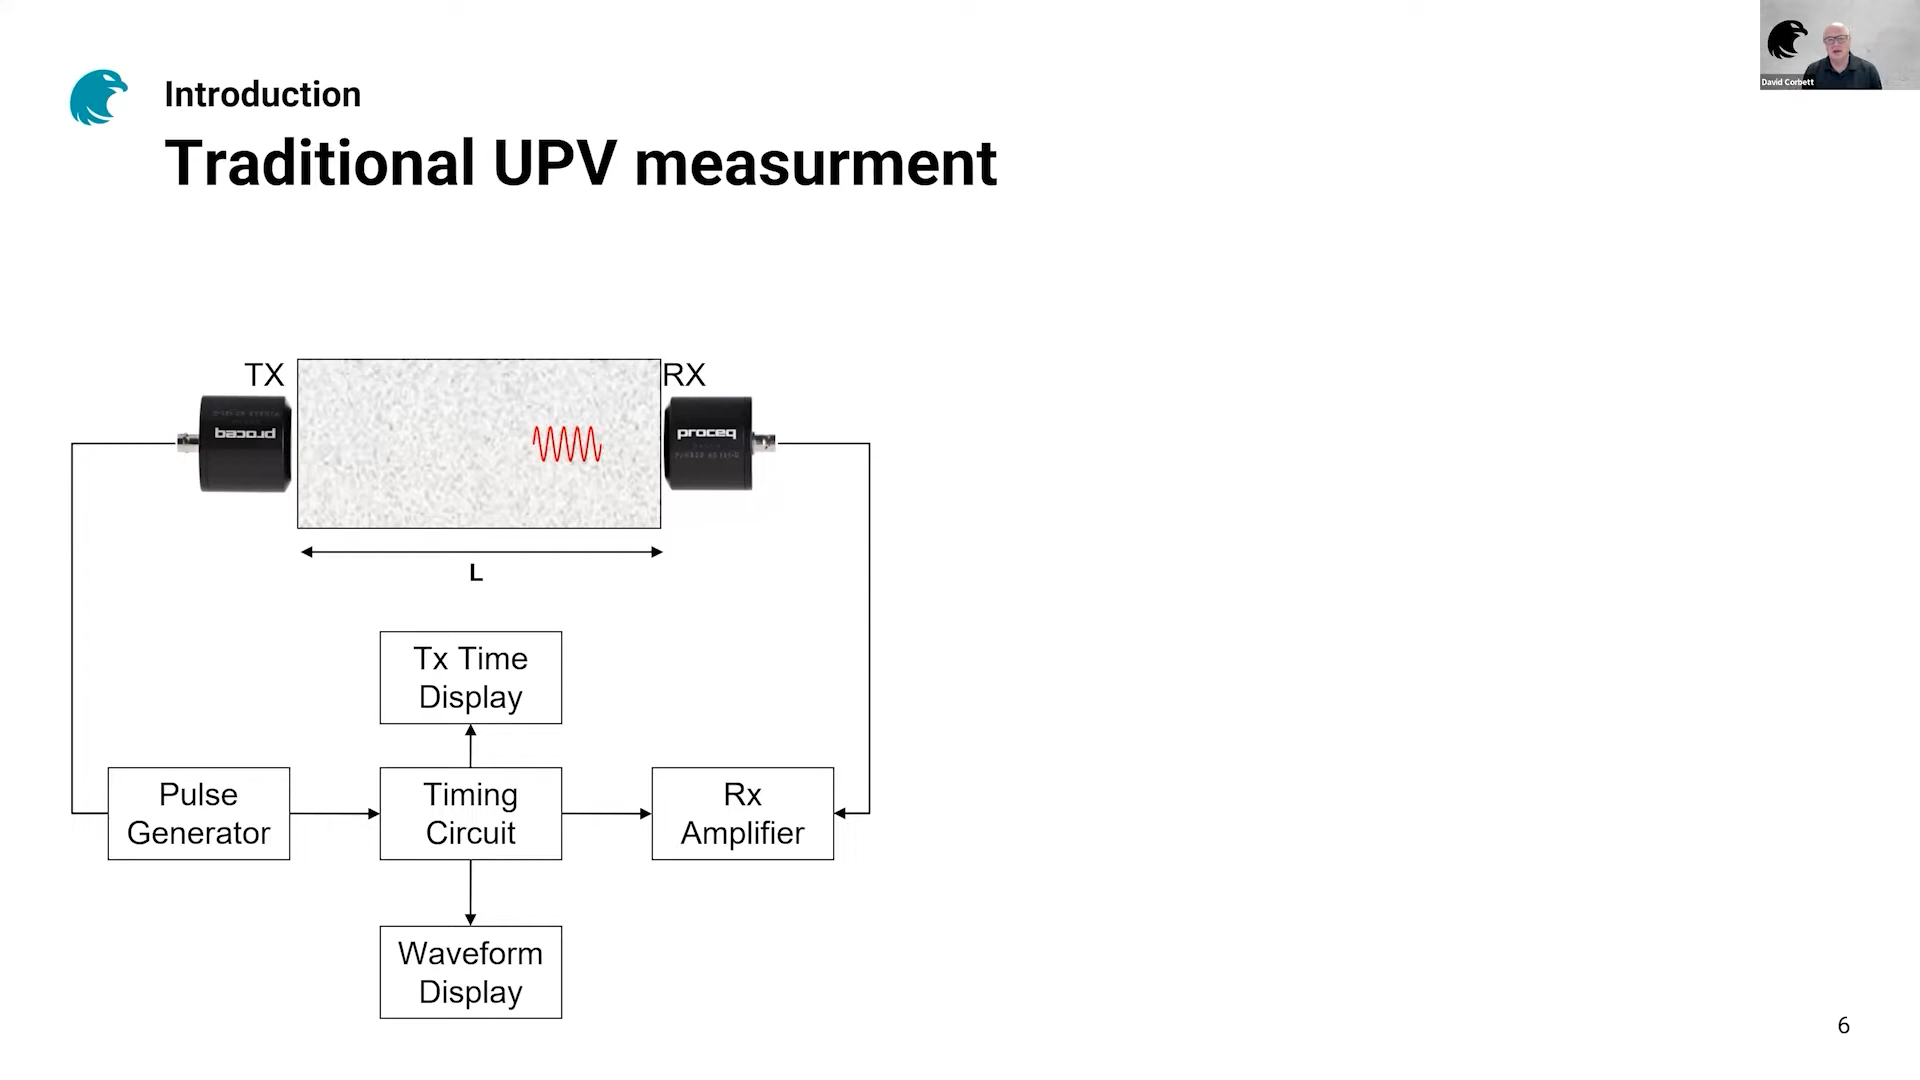 David Corbett
Introduction
Traditional UPV measurment
TX
RX
proceq
proceq
L
Tx Time
Display
Pulse
Generator
Timing
Circuit
Rx
Amplifier
Waveform
Display
6